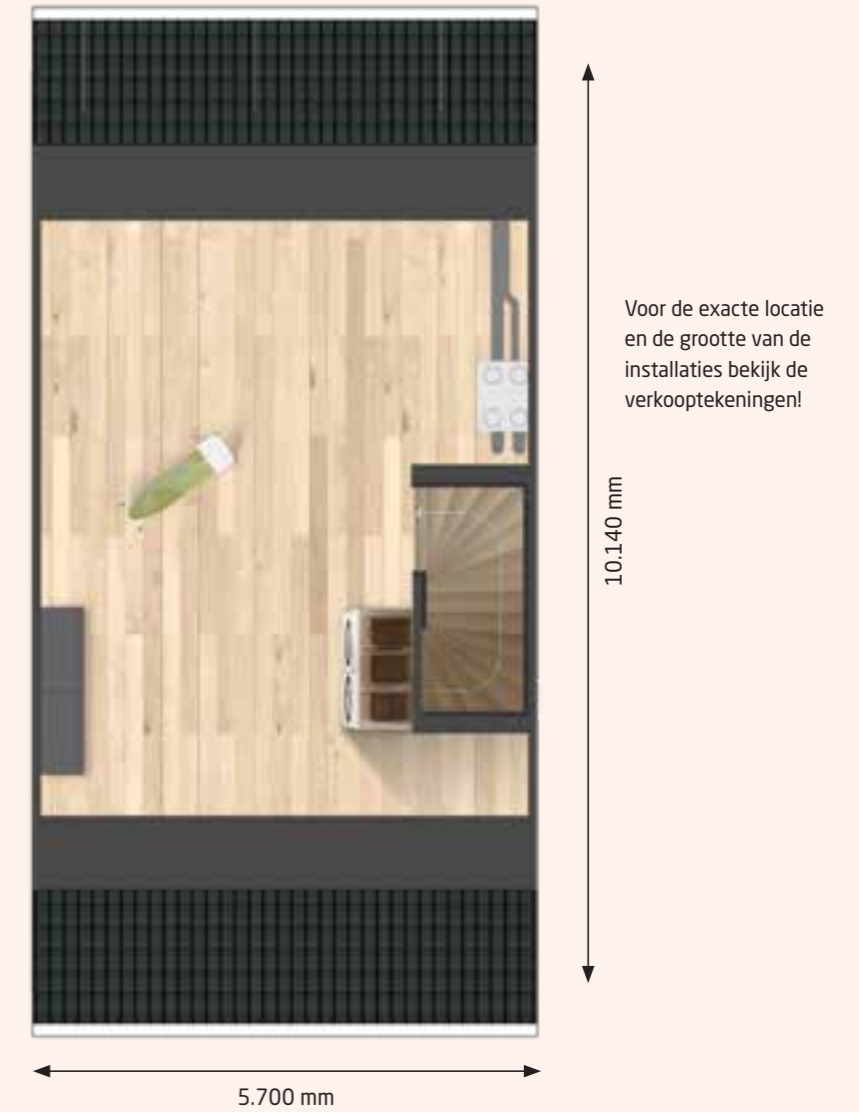 Voor de exacte locatie
en de grootte van de
installaties bekijk de
verkooptekeningen!
10.140 mm
5.700 mm